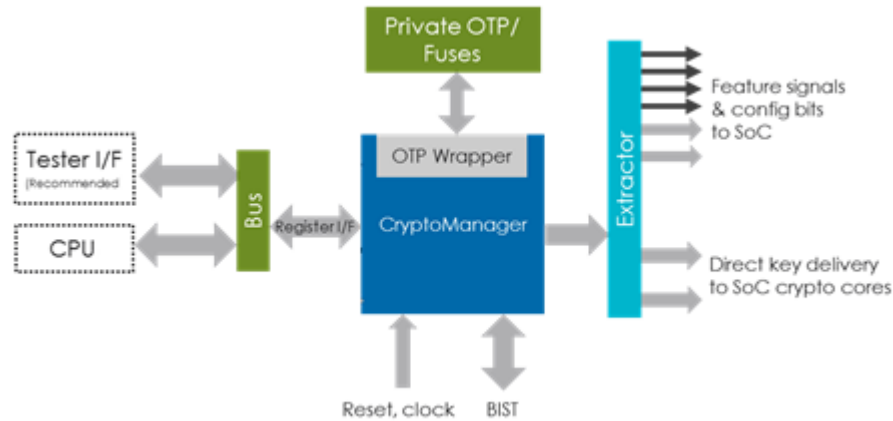 Private OTP/
Fuses
OTP Wrapper
Tester I/F
(Recommended
CPU
Bus
Register I/F
CryptoManager
Extractor
Feature signals
& config bits
to SoC
Direct key delivery
to SoC crypto cores
Reset, clock
BIST